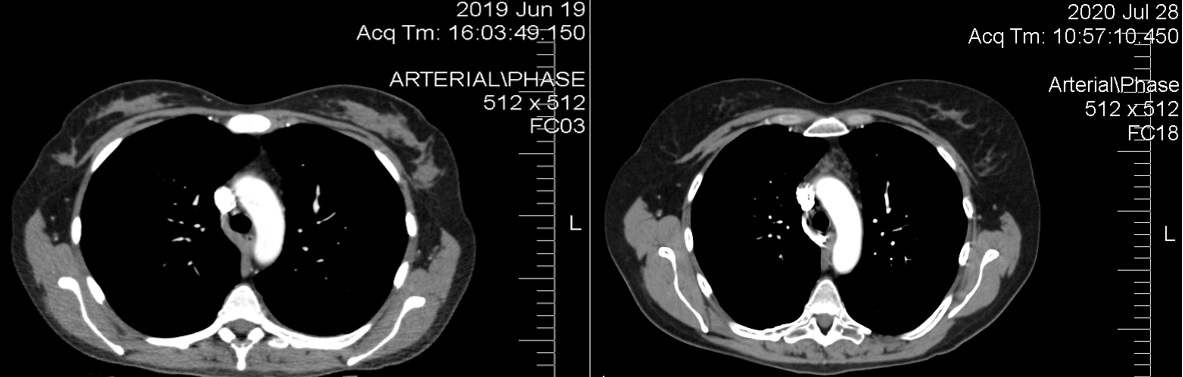 2019 Jun 19
Acq Tm: 16:03:49.150
ARTERIAL\PHASE
512 x 512
FC03
L
2020 Jul 28
Acq Tm: 10:57:10.450
Arterial\Phase
512 x 512
FC18
L